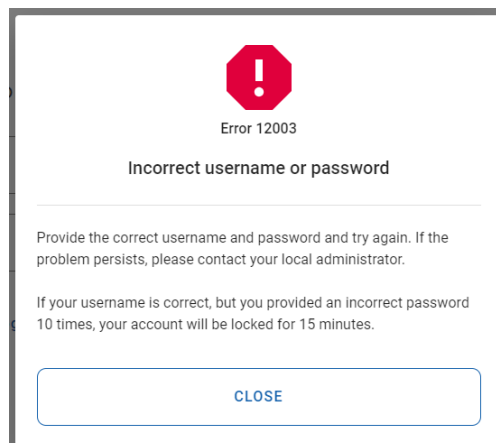 Error 12003
Incorrect username or password
Provide the correct username and password and try again. If the
problem persists, please contact your local administrator.
If your username is correct, but you provided an incorrect password
10 times, your account will be locked for 15 minutes.
CLOSE